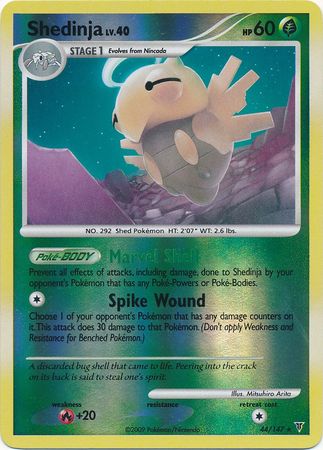 Shedinja LV.40 HP 60
STAGE 1 Evolves from Nincada
NO. 292 Shed Pokémon HT: 2'07" WT: 2.6 lbs.
Poké-BODY Marvel Shell
Prevent all effects of attacks, including damage, done to Shedinja by your
opponent's Pokémon that has any Poké-Powers or Poké-Bodies.
Spike Wound
Choose 1 of your opponent's Pokémon that has any damage counters on
it. This attack does 30 damage to that Pokémon. (Don't apply Weakness and
Resistance for Benched Pokémon.)
A discarded bug shell that came to life. Peering into the crack
on its back is said to steal one's spirit.
Illus. Mitsuhiro Arita
weakness resistance retreat cost
+20
©2009 Pokémon/Nintendo 44/147 ★